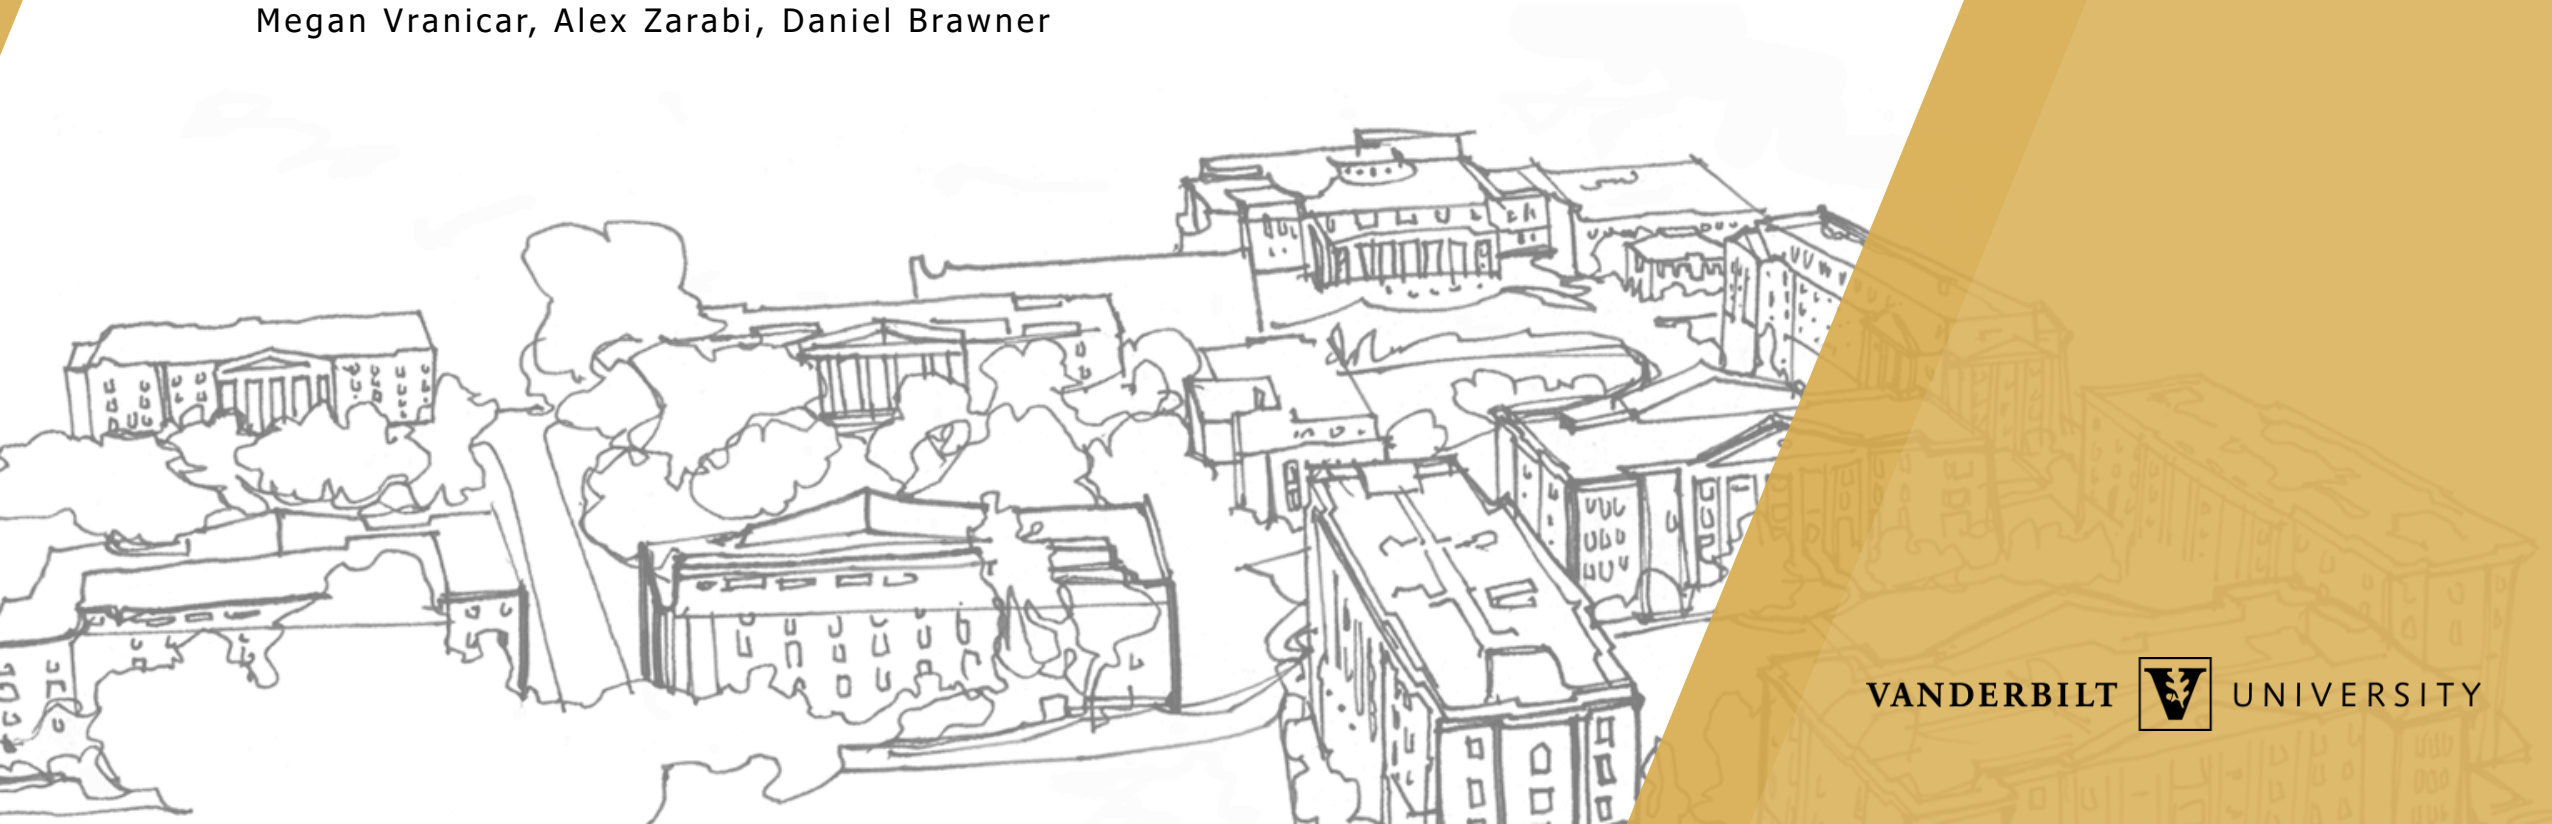 Megan Vranicar, Alex Zarabi, Daniel Brawner
VANDERBILT V UNIVERSITY